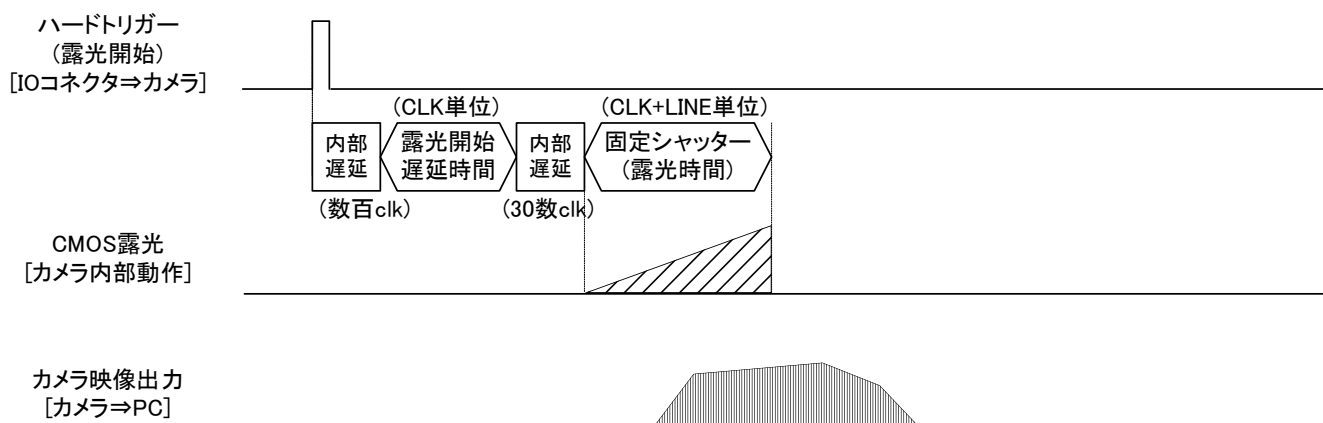 ハードトリガー
(露光開始)
[IOコネクタ⇒カメラ]
(CLK単位)
(CLK+LINE単位)
内部
遅延
露光開始
遅延時間
内部
遅延
固定シャッター
(露光時間)
(数百clk)
(30数clk)
CMOS露光
[カメラ内部動作]
カメラ映像出力
[カメラ⇒PC]